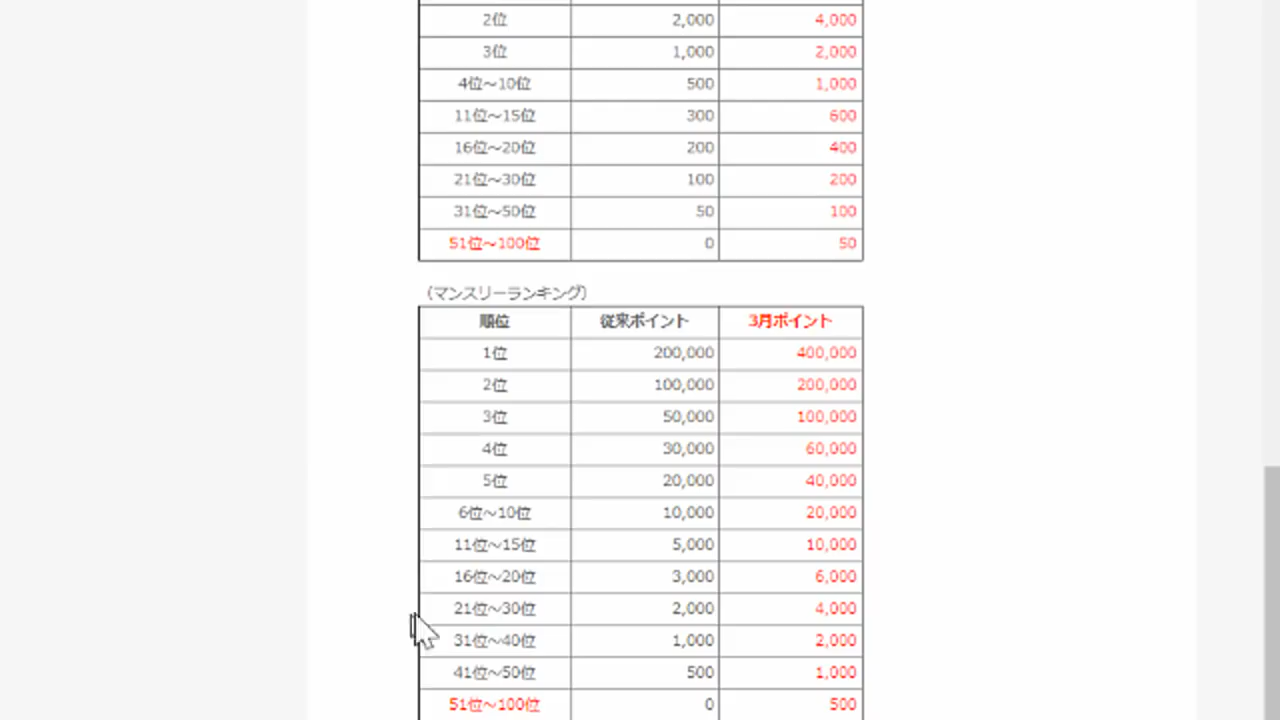 2位 2,000 4,000
3位 1,000 2,000
4位～10位 500 1,000
11位～15位 300 600
16位～20位 200 400
21位～30位 100 200
31位～50位 50 100
51位～100位 0 50
（マンスリーランキング）
順位 従来ポイント 3月ポイント
1位 200,000 400,000
2位 100,000 200,000
3位 50,000 100,000
4位 30,000 60,000
5位 20,000 40,000
6位～10位 10,000 20,000
11位～15位 5,000 10,000
16位～20位 3,000 6,000
21位～30位 2,000 4,000
31位～40位 1,000 2,000
41位～50位 500 1,000
51位～100位 0 500